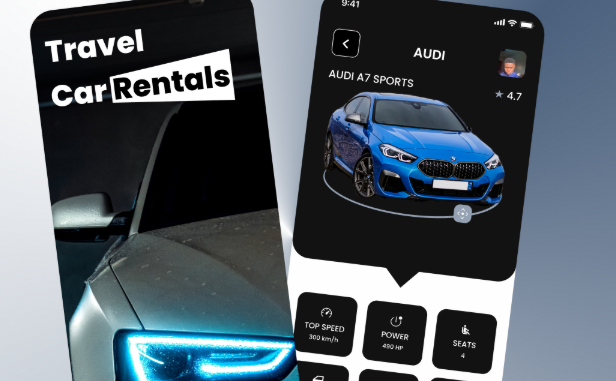 Travel
Car Rentals
9:41
AUDI
AUDI A7 SPORTS
4.7
TOP SPEED
300 km/h
POWER
490 HP
SEATS
4